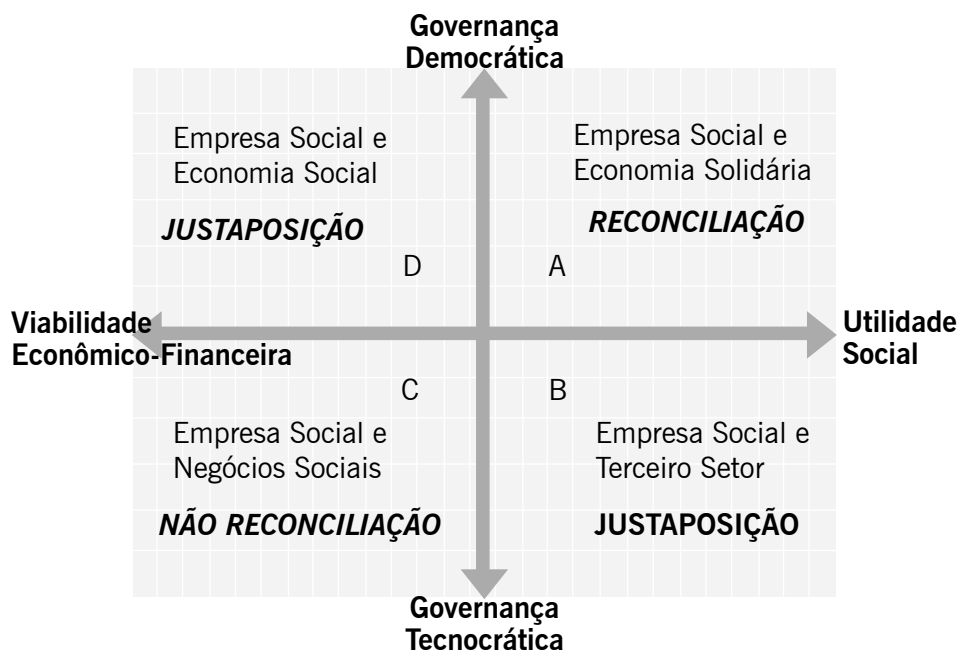 Governança
Democrática
Empresa Social e
Economia Social
JUSTAPOSIÇÃO
D
Empresa Social e
Economia Solidária
RECONCILIAÇÃO
A
Viabilidade
Econômico-Financeira
Utilidade
Social
C
Empresa Social e
Negócios Sociais
NÃO RECONCILIAÇÃO
B
Empresa Social e
Terceiro Setor
JUSTAPOSIÇÃO
Governança
Tecnocrática